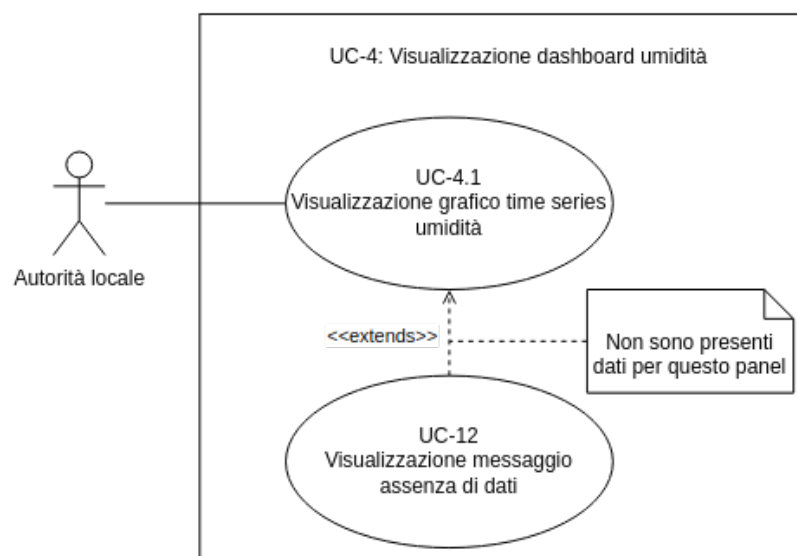 UC-4: Visualizzazione dashboard umidità
UC-4.1
Visualizzazione grafico time series
umidità
Autorità locale
<<extends>>
Non sono presenti
dati per questo panel
UC-12
Visualizzazione messaggio
assenza di dati